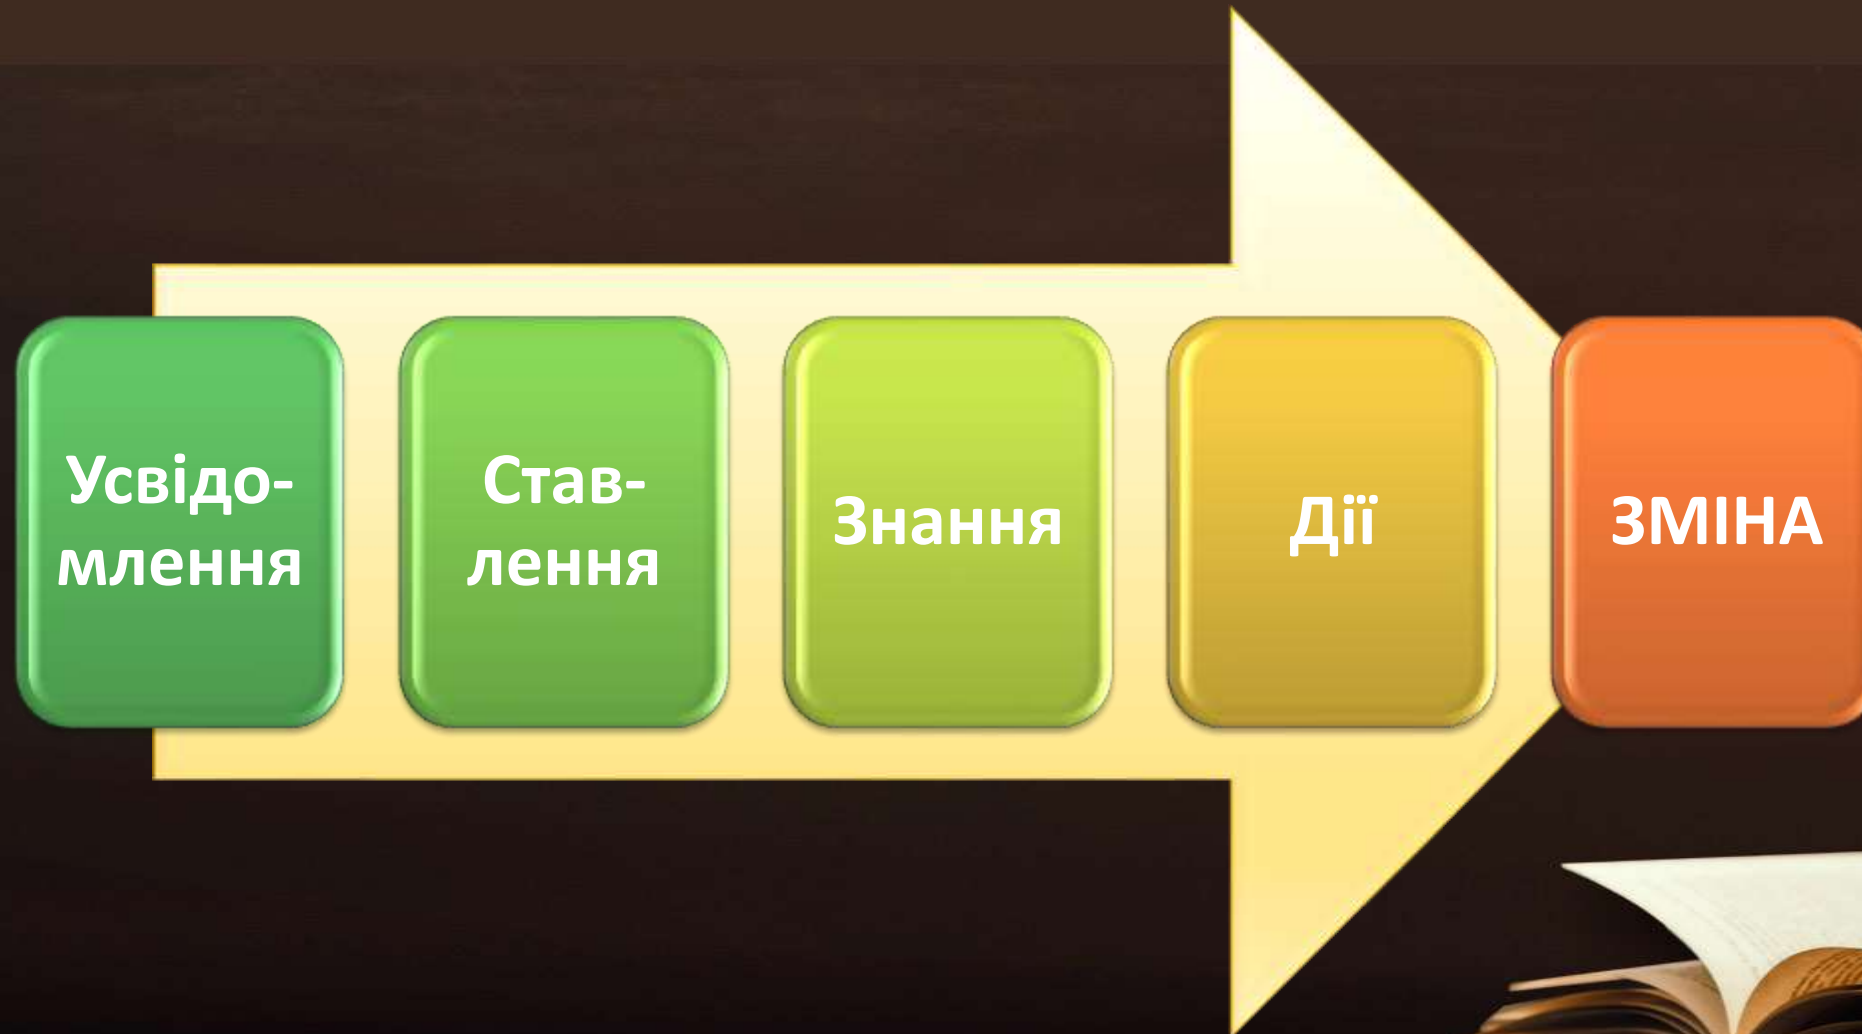 Усвідо-
млення
Став-
лення
Знання
Дії
ЗМІНА